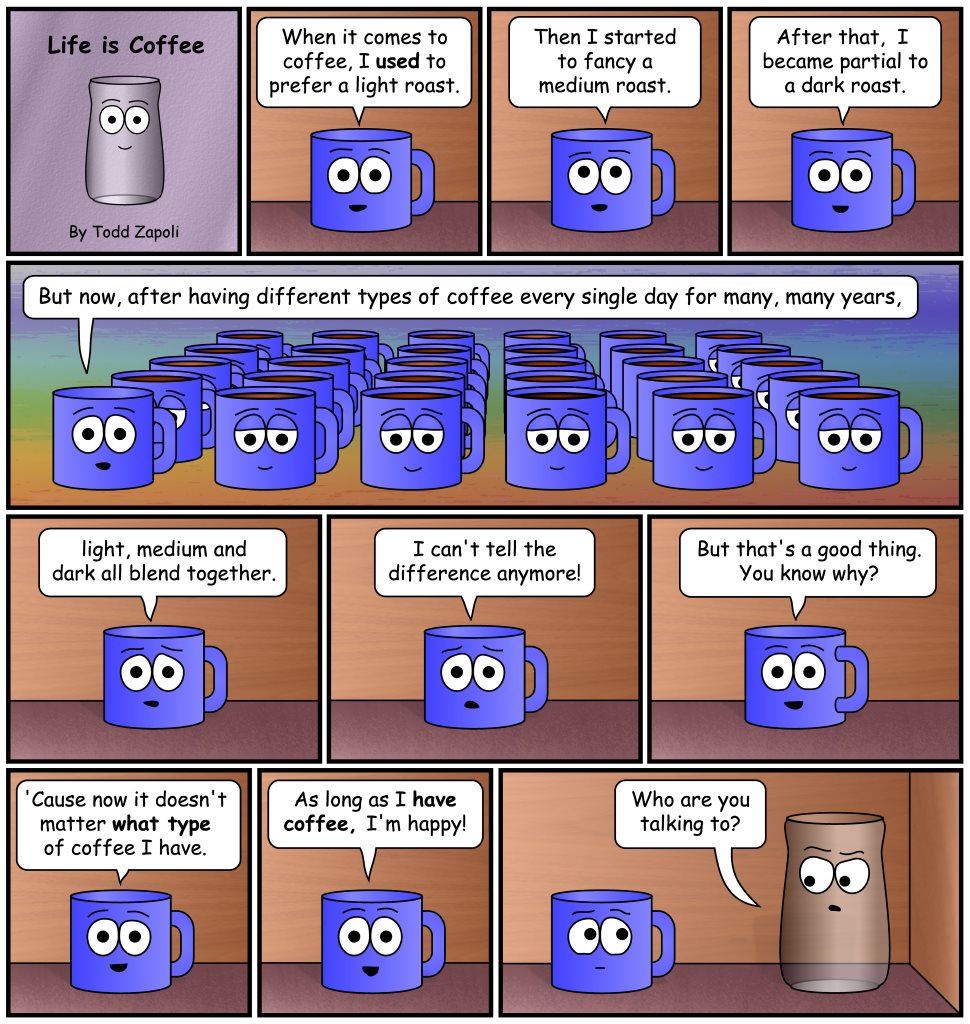 Life is Coffee
By Todd Zapoli
When it comes to
coffee, I used to
prefer a light roast.
Then I started
to fancy a
medium roast.
After that, I
became partial to
a dark roast.
But now, after having different types of coffee every single day for many, many years,
light, medium and
dark all blend together.
I can't tell the
difference anymore!
But that's a good thing.
You know why?
'Cause now it doesn't
matter what type
of coffee I have.
As long as I have
coffee, I'm happy!
Who are you
talking to?